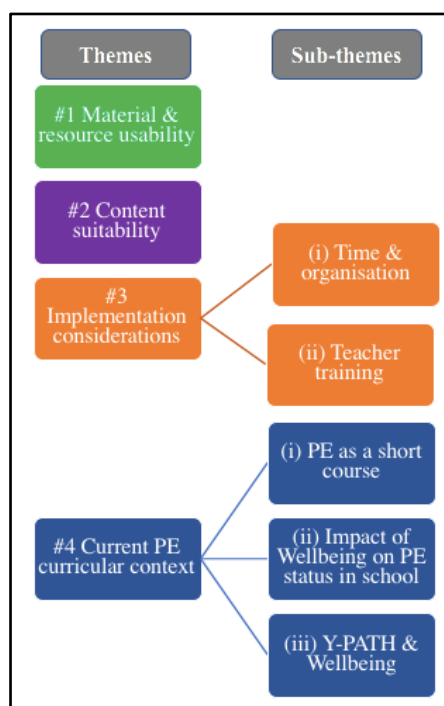 Themes
Sub-themes
#1 Material &
resource usability
#2 Content
suitability
#3
Implementation
considerations
(i) Time &
organisation
(ii) Teacher
training
#4 Current PE
curricular context
(i) PE as a short
course
(ii) Impact of
Wellbeing on PE
status in school
(iii) Y-PATH &
Wellbeing